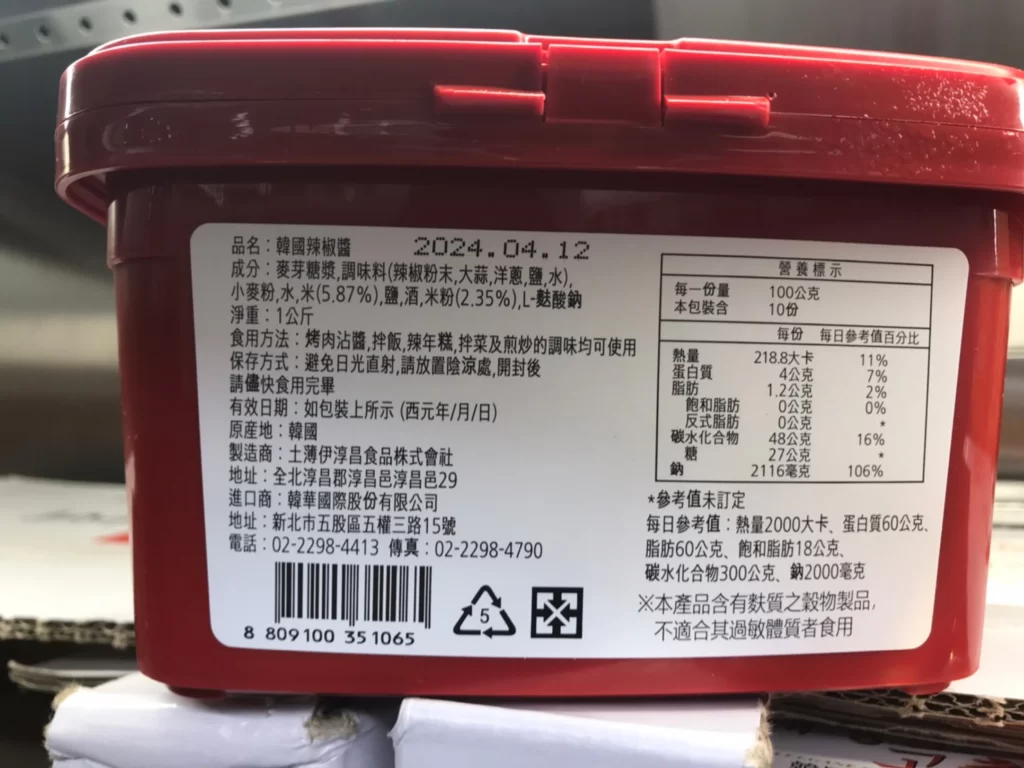 品名：韓國辣椒醬
2024.04.12
成分：麥芽糖漿,調味料(辣椒粉末,大蒜,洋蔥,鹽,水),
小麥粉,水,米(5.87%),鹽,酒,米粉(2.35%),L-麩酸鈉
淨重：1公斤
食用方法：烤肉沾醬,拌飯,辣年糕,拌菜及煎炒的調味均可使用
保存方式：避免日光直射,請放置陰涼處,開封後
請儘快食用完畢
有效日期：如包裝上所示 (西元年/月/日)
原產地：韓國
製造商：土薄伊淳昌食品株式會社
地址：全北淳昌郡淳昌邑淳昌邑29
進口商：韓華國際股份有限公司
地址：新北市五股區五權三路15號
電話：02-2298-4413 傳真：02-2298-4790
8 809100 351065
5
營養標示
每一份量 100公克
本包裝含 10份
每份 每日參考值百分比
熱量 218.8大卡 11%
蛋白質 4公克 7%
脂肪 1.2公克 2%
飽和脂肪 0公克 0%
反式脂肪 0公克 *
碳水化合物 48公克 16%
糖 27公克 *
鈉 2116毫克 106%
*參考值未訂定
每日參考值：熱量2000大卡、蛋白質60公克、
脂肪60公克、飽和脂肪18公克、
碳水化合物300公克、鈉2000毫克
※本產品含有麩質之穀物製品,
不適合其過敏體質者食用